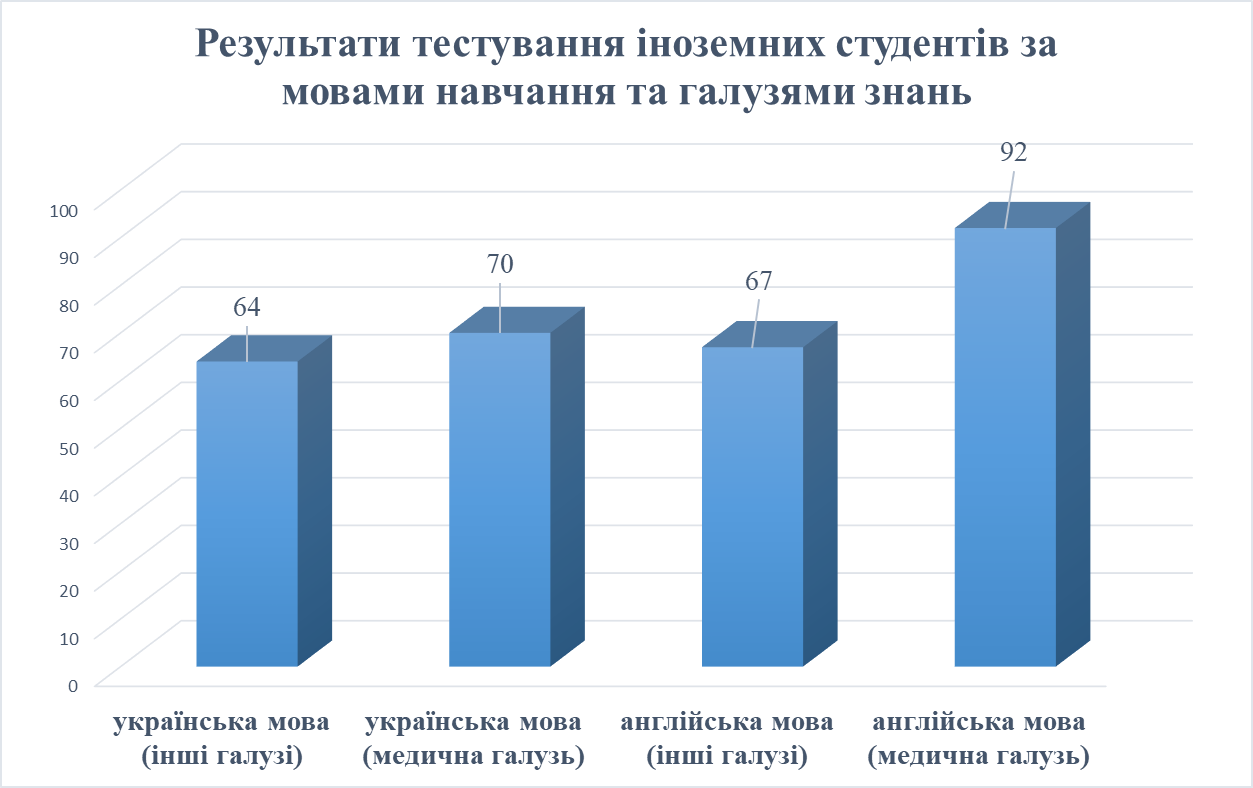 Результати тестування іноземних студентів за
мовами навчання та галузями знань
92
100
90
80
70
60
50
40
30
20
10
0
64
70
67
українська мова
(інші галузі)
українська мова
(медична галузь)
англійська мова
(інші галузі)
англійська мова
(медична галузь)